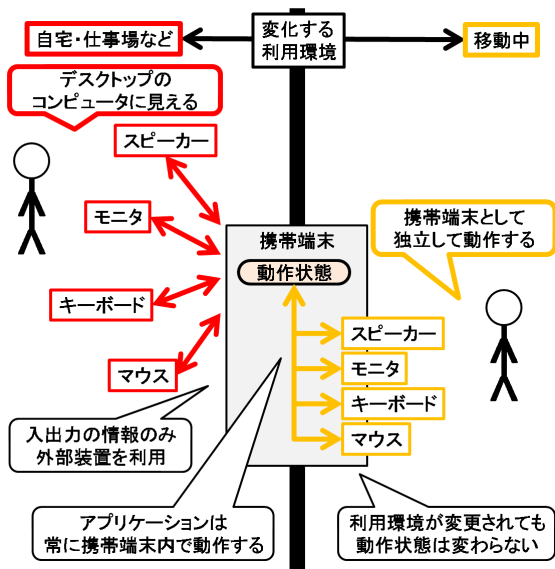 自宅・仕事場など
変化する
利用環境
移動中
デスクトップの
コンピュータに見える
スピーカー
モニタ
キーボード
マウス
携帯端末
動作状態
携帯端末として
独立して動作する
スピーカー
モニタ
キーボード
マウス
入出力の情報のみ
外部装置を利用
アプリケーションは
常に携帯端末内で動作する
利用環境が変更されても
動作状態は変わらない